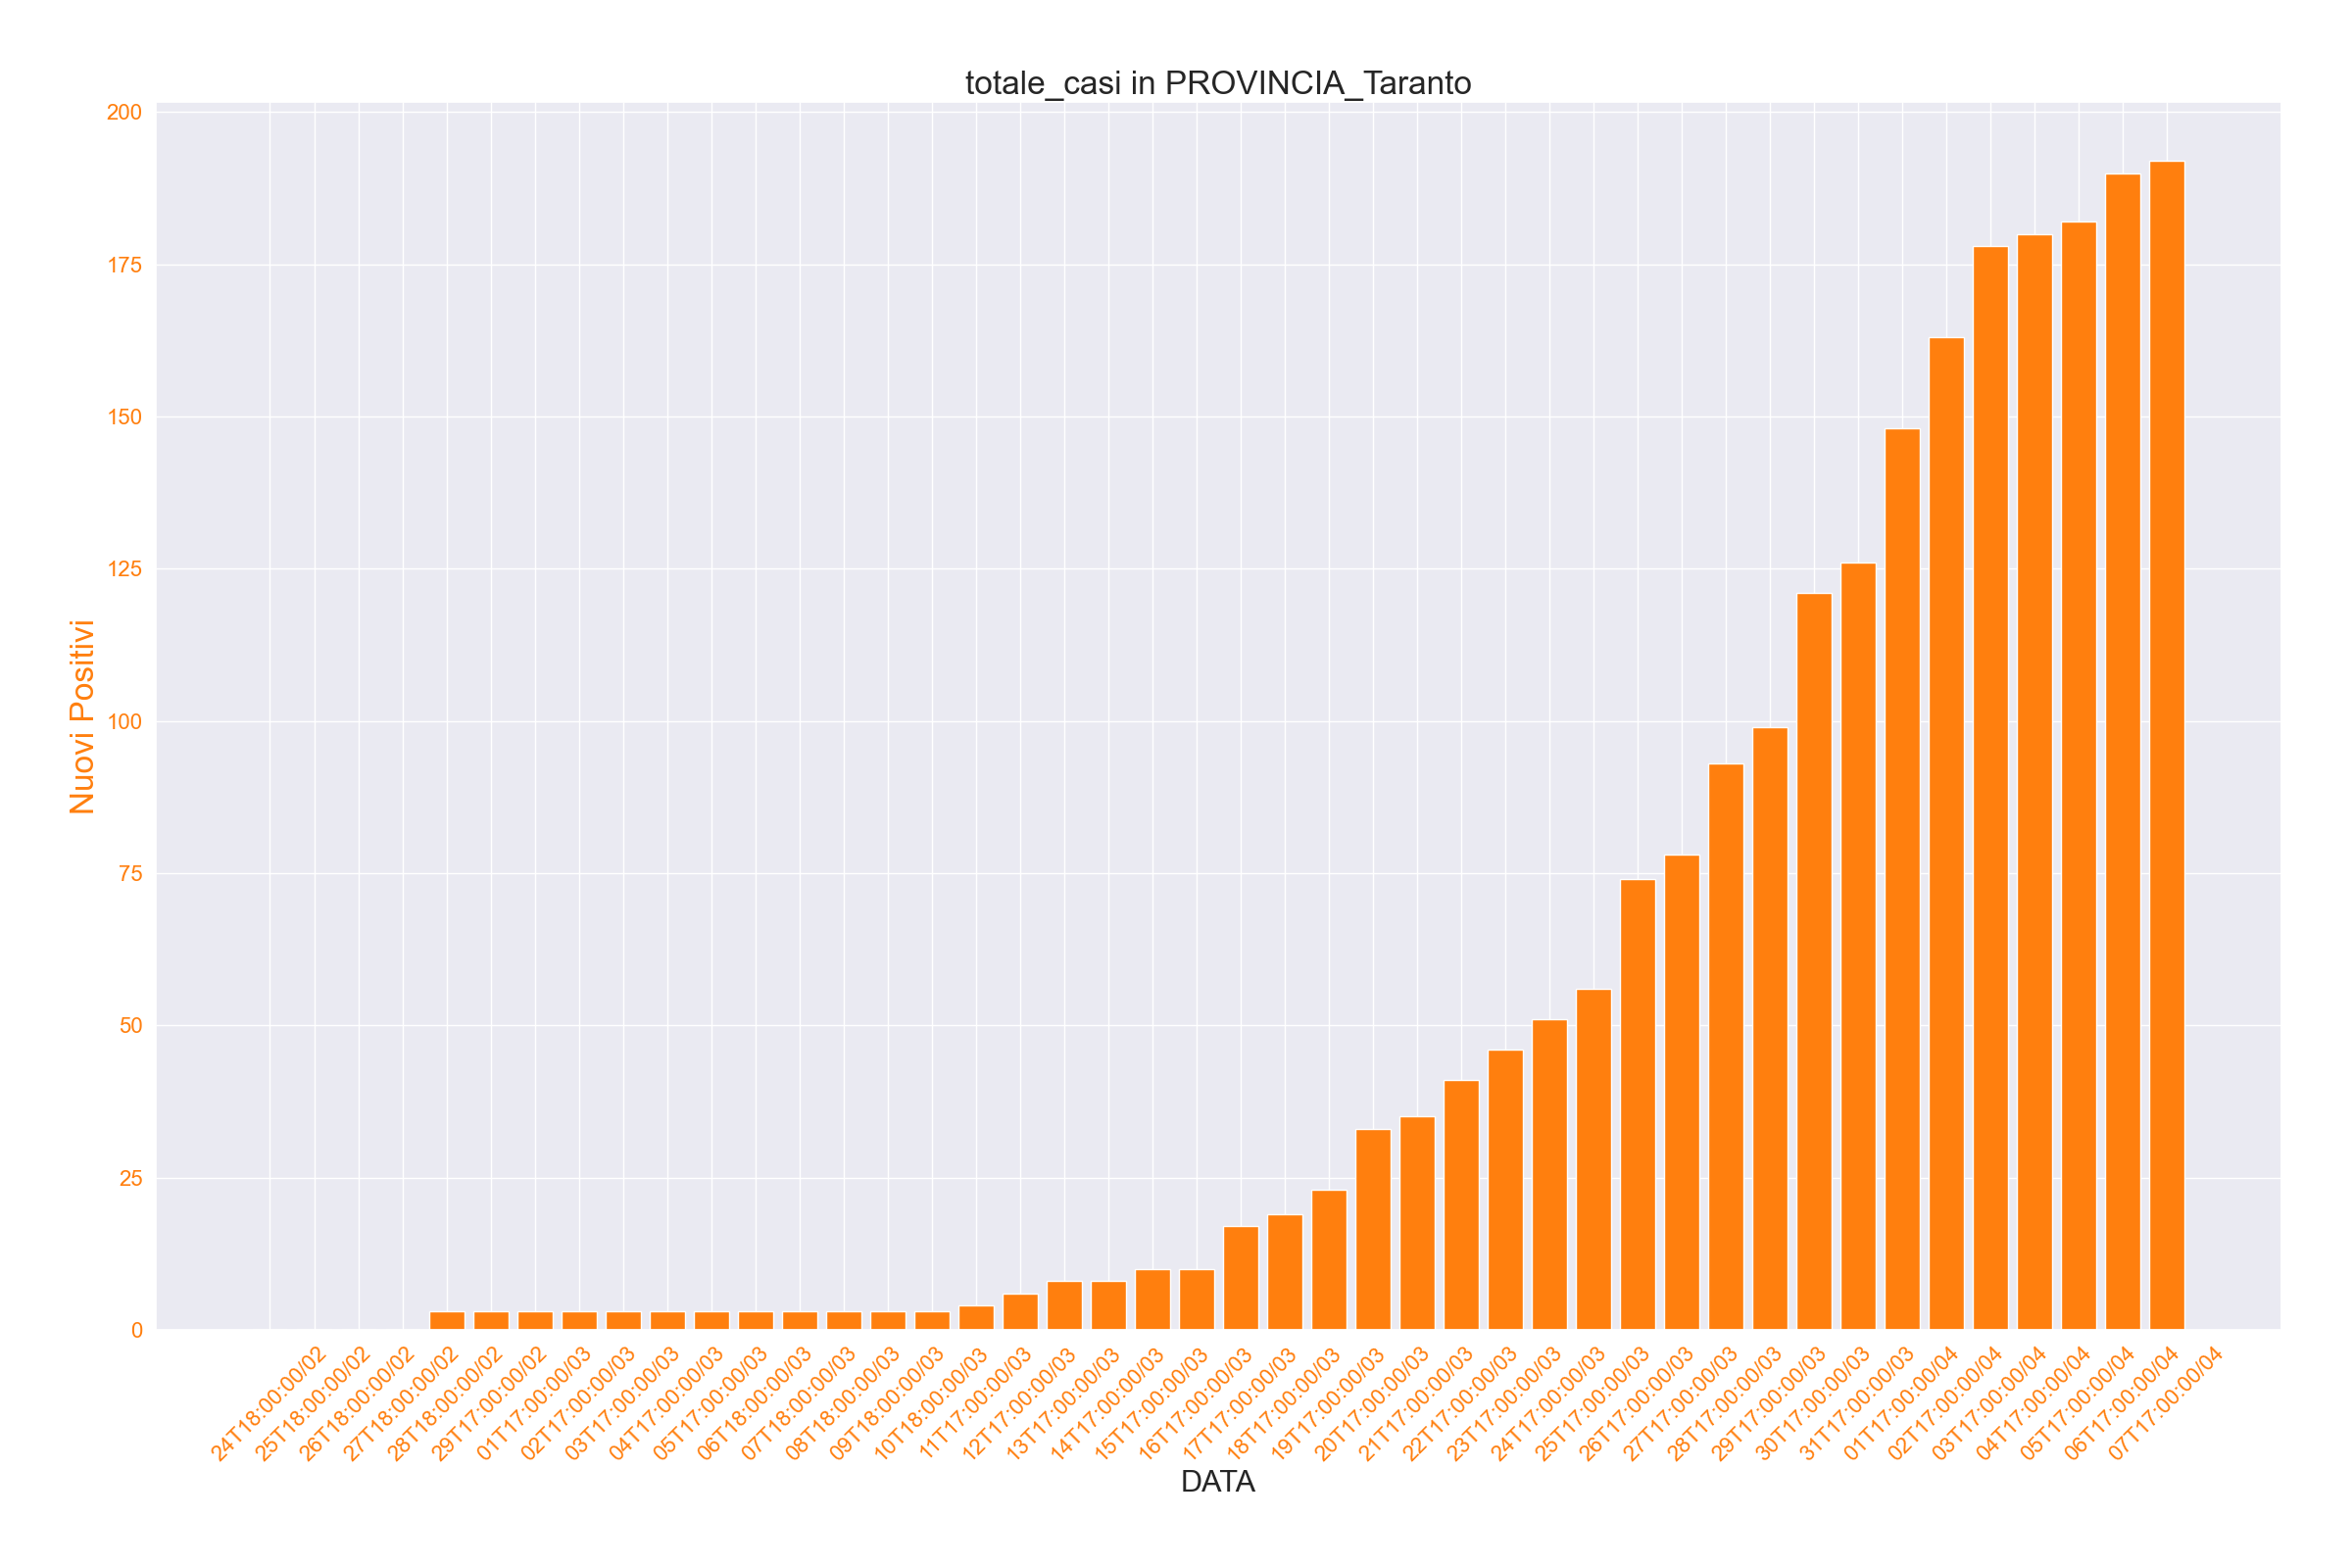 totale_casi in PROVINCIA_Taranto
200
175
150
125
100
75
50
25
0
Nuovi Positivi
24T18:00:00/02
25T18:00:00/02
26T18:00:00/02
27T18:00:00/02
28T18:00:00/02
29T17:00:00/02
01T17:00:00/03
02T17:00:00/03
03T17:00:00/03
04T17:00:00/03
05T17:00:00/03
06T18:00:00/03
07T18:00:00/03
08T18:00:00/03
09T18:00:00/03
10T18:00:00/03
11T17:00:00/03
12T17:00:00/03
13T17:00:00/03
14T17:00:00/03
15T17:00:00/03
16T17:00:00/03
17T17:00:00/03
18T17:00:00/03
19T17:00:00/03
20T17:00:00/03
21T17:00:00/03
22T17:00:00/03
23T17:00:00/03
24T17:00:00/03
25T17:00:00/03
26T17:00:00/03
27T17:00:00/03
28T17:00:00/03
29T17:00:00/03
30T17:00:00/03
31T17:00:00/03
01T17:00:00/04
02T17:00:00/04
03T17:00:00/04
04T17:00:00/04
05T17:00:00/04
06T17:00:00/04
07T17:00:00/04
DATA